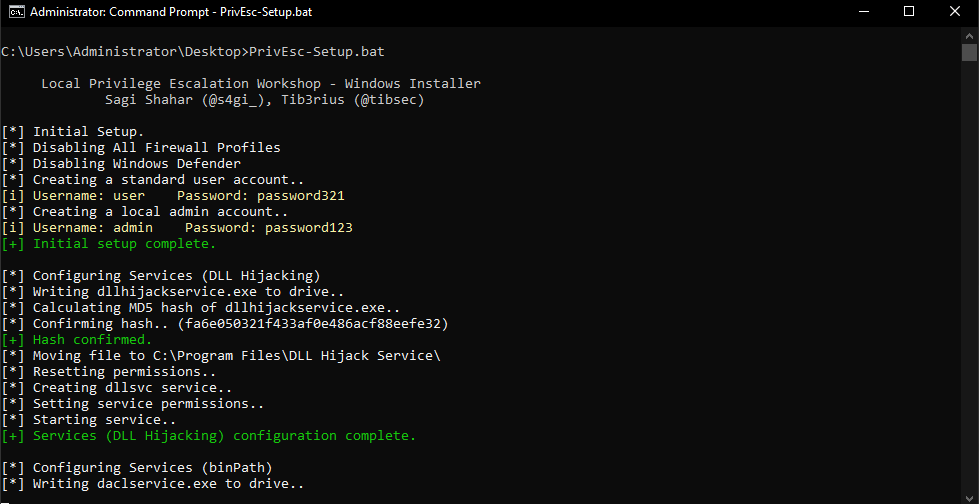 Administrator: Command Prompt - PrivEsc-Setup.bat
C:\Users\Administrator\Desktop>PrivEsc-Setup.bat
Local Privilege Escalation Workshop - Windows Installer
Sagi Shahar (@s4gi_), Tib3rius (@tibsec)
[*] Initial Setup.
[*] Disabling All Firewall Profiles
[*] Disabling Windows Defender
[*] Creating a standard user account..
[i] Username: user    Password: password321
[*] Creating a local admin account..
[i] Username: admin    Password: password123
[+] Initial setup complete.
[*] Configuring Services (DLL Hijacking)
[*] Writing dllhijackservice.exe to drive..
[*] Calculating MD5 hash of dllhijackservice.exe..
[*] Confirming hash.. (fa6e050321f433af0e486acf88eefe32)
[+] Hash confirmed.
[*] Moving file to C:\Program Files\DLL Hijack Service\
[*] Resetting permissions..
[*] Creating dllsvc service..
[*] Setting service permissions..
[*] Starting service..
[+] Services (DLL Hijacking) configuration complete.
[*] Configuring Services (binPath)
[*] Writing daclservice.exe to drive..